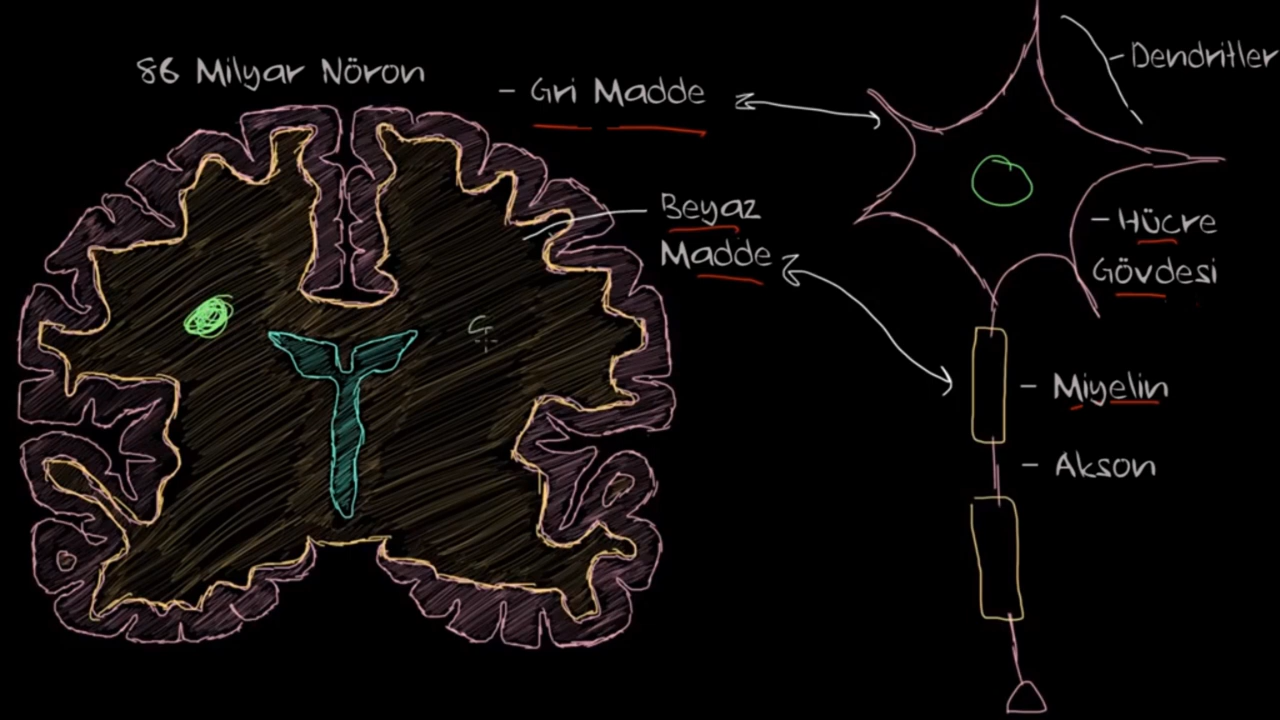 86 Milyar Nöron
- Gri Madde
Beyaz
Madde
- Dendritler
- Hücre
Gövdesi
- Miyelin
- Akson